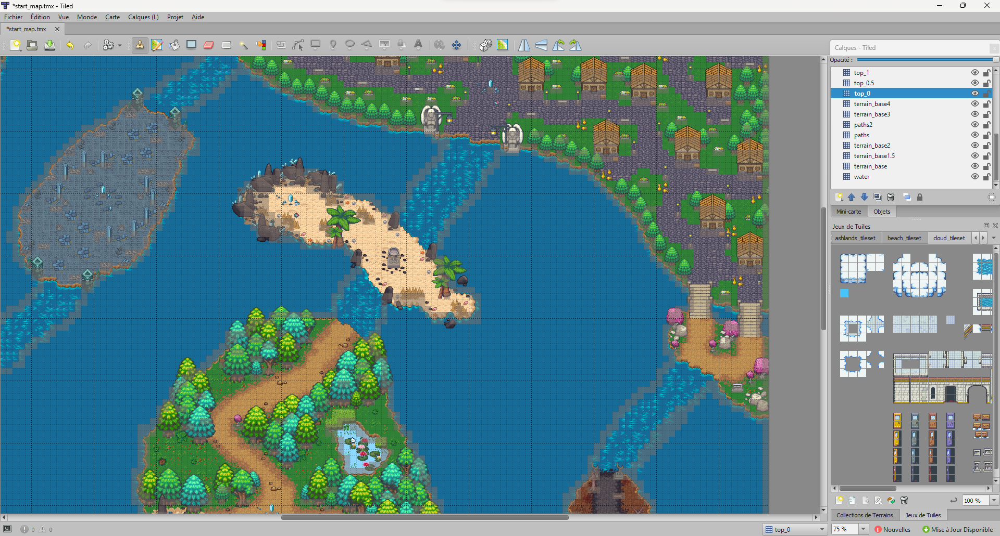 *start_map.tmx - Tiled
Fichier Édition Vue Monde Carte Calques (L) Projet Aide
*start_map.tmx
Calques - Tiled
Opacité :
top_1
top_0.5
top_0
terrain_base4
terrain_base3
paths2
paths
terrain_base2
terrain_base1.5
terrain_base
water
Mini-carte Objets
Jeux de Tuiles
ashlands_tileset beach_tileset cloud_tileset
100 %
Collections de Terrains Jeux de Tuiles
0 0
top_0 75 % Nouvelles Mise à Jour Disponible